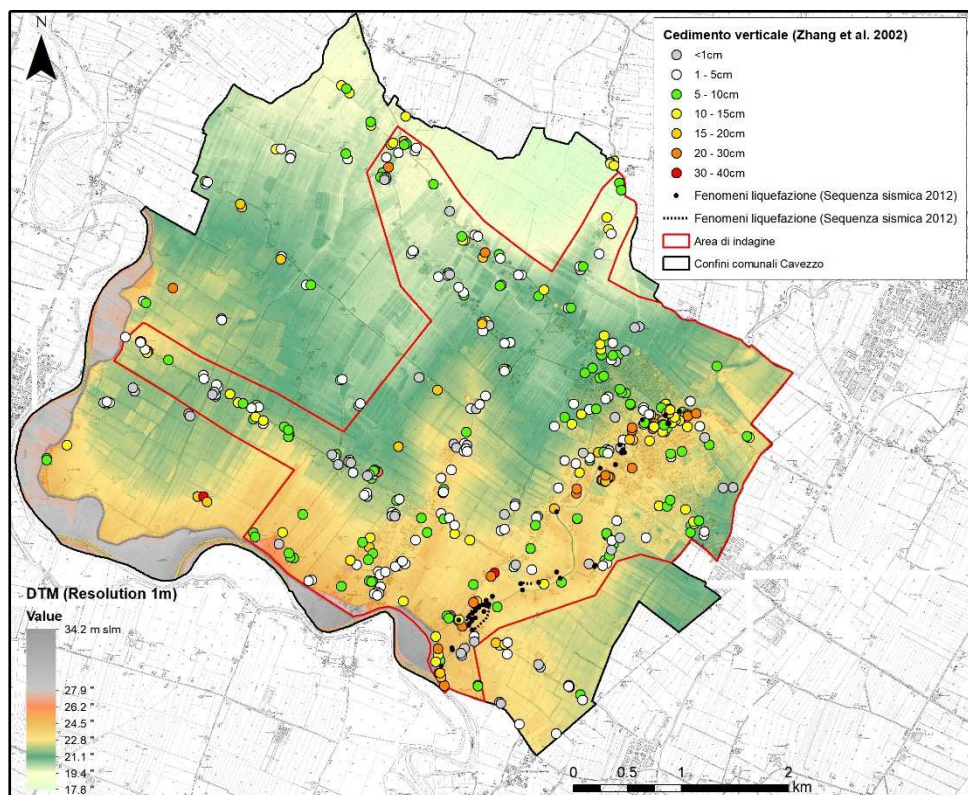 N
Cedimento verticale (Zhang et al. 2002)
<1cm
1 - 5cm
5 - 10cm
10 - 15cm
15 - 20cm
20 - 30cm
30 - 40cm
Fenomeni liquefazione (Sequenza sismica 2012)
Fenomeni liquefazione (Sequenza sismica 2012)
Area di indagine
Confini comunali Cavezzo
DTM (Resolution 1m)
Value
34.2 m slm
27.9 "
26.2 "
24.5 "
22.8 "
21.1 "
19.4 "
17.8 "
0 0.5 1 2
km